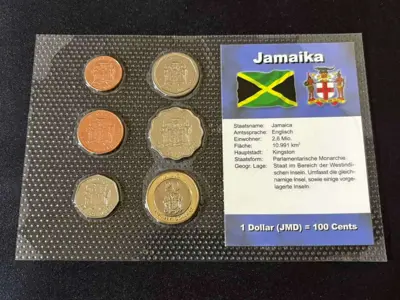 Jamaika
Staatsname: Jamaica
Amtssprache: Englisch
Einwohner: 2,6 Mio.
Fläche: 10.991 km²
Hauptstadt: Kingston
Staatsform: Parlamentarische Monarchie.
Geogr. Lage: Staat im Bereich der Westindi-
schen Inseln. Umfasst die gleich-
namige Insel, sowie einige vorge-
lagerte Inseln.
1 Dollar (JMD) = 100 Cents